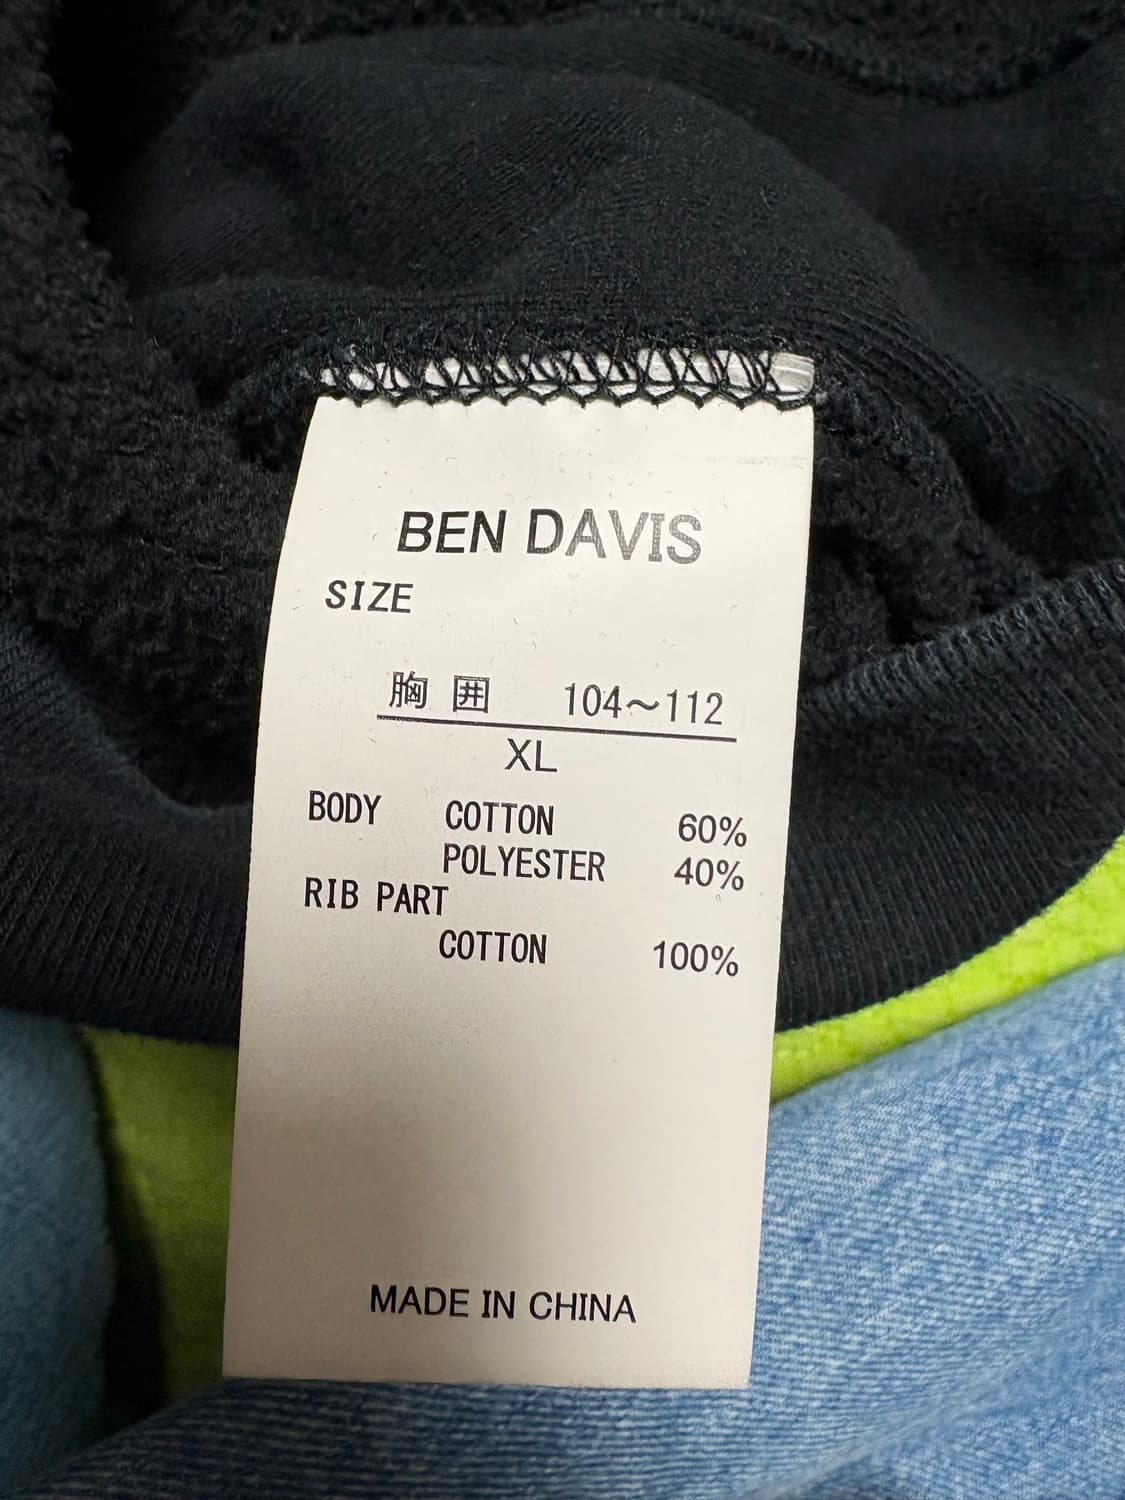 BEN DAVIS
SIZE
胸囲 104～112
XL
BODY COTTON 60%
POLYESTER 40%
RIB PART
COTTON 100%
MADE IN CHINA